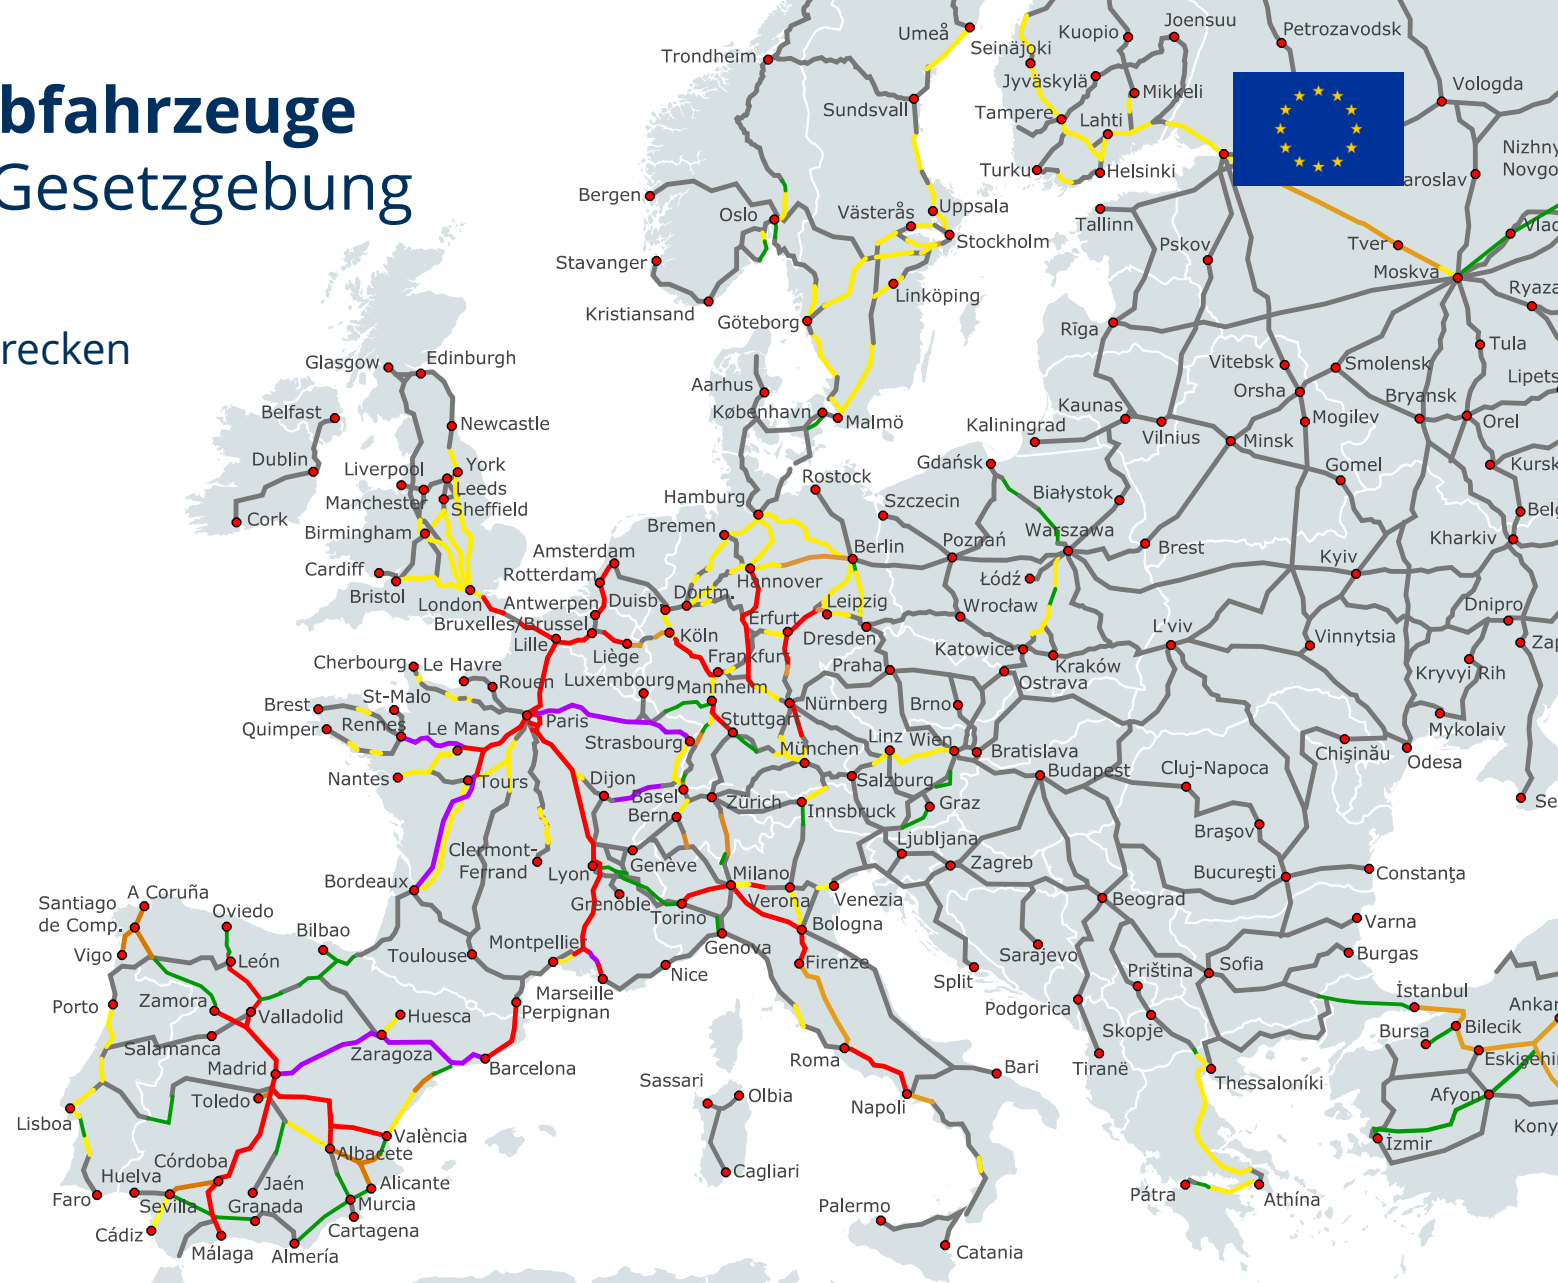 bfahrzeuge
Gesetzgebung
recken
Umeå
Kuopio
Joensuu
Petrozavodsk
Trondheim
Seinäjoki
Jyväskylä
Mikkeli
Vologda
Sundsvall
Tampere
Lahti
Nizhny
Novgo
Turku
Helsinki
aroslav
Bergen
Oslo
Västerås
Uppsala
Stockholm
Tallinn
Pskov
Tver
Vlad
Moskva
Stavanger
Linköping
Ryaza
Kristiansand
Göteborg
Rīga
Tula
Glasgow
Edinburgh
Vitebsk
Smolensk
Orsha
Lipets
Aarhus
København
Malmö
Kaunas
Bryansk
Belfast
Newcastle
Kaliningrad
Vilnius
Minsk
Mogilev
Orel
Dublin
Liverpool
York
Leeds
Manchester
Sheffield
Gdańsk
Rostock
Gomel
Kursk
Cork
Birmingham
Hamburg
Szczecin
Białystok
Belg
Bremen
Warszawa
Kharkiv
Cardiff
Bristol
London
Amsterdam
Rotterdam
Berlin
Poznań
Brest
Kyiv
Hannover
Łódź
Antwerpen
Duisb.
Dortm.
Bruxelles/Brussel
Erfurt
Leipzig
Wrocław
Dnipro
Lille
Liège
Köln
Dresden
Katowice
Kraków
L'viv
Vinnytsia
Zap
Cherbourg
Le Havre
Rouen
Luxembourg
Frankfurt
Mannheim
Praha
Ostrava
Kryvyi Rih
Brest
St-Malo
Quimper
Rennes
Le Mans
Paris
Strasbourg
Stuttgart
Nürnberg
Brno
Mykolaiv
Nantes
Tours
Dijon
Basel
München
Linz
Wien
Bratislava
Chişinău
Odesa
Salzburg
Budapest
Cluj-Napoca
Bern
Zürich
Innsbruck
Graz
Se
Clermont-
Ferrand
Lyon
Genève
Ljubljana
Zagreb
Braşov
Bordeaux
Grenoble
Torino
Milano
Verona
Venezia
Bucureşti
Constanţa
A Coruña
Santiago
de Comp.
Oviedo
Bilbao
Toulouse
Montpellier
Genova
Bologna
Beograd
Varna
Vigo
León
Marseille
Nice
Firenze
Sarajevo
Split
Priština
Sofia
Burgas
Porto
Zamora
Valladolid
Huesca
Perpignan
Podgorica
Skopje
İstanbul
Ankar
Salamanca
Zaragoza
Barcelona
Roma
Tiranë
Bursa
Bilecik
Eskişehir
Madrid
Toledo
Sassari
Olbia
Napoli
Bari
Thessaloníki
Afyon
Kony
Lisboa
València
Albacete
Cagliari
İzmir
Huelva
Córdoba
Jaén
Alicante
Faro
Sevilla
Granada
Murcia
Cartagena
Palermo
Pátra
Athína
Cádiz
Málaga
Almería
Catania